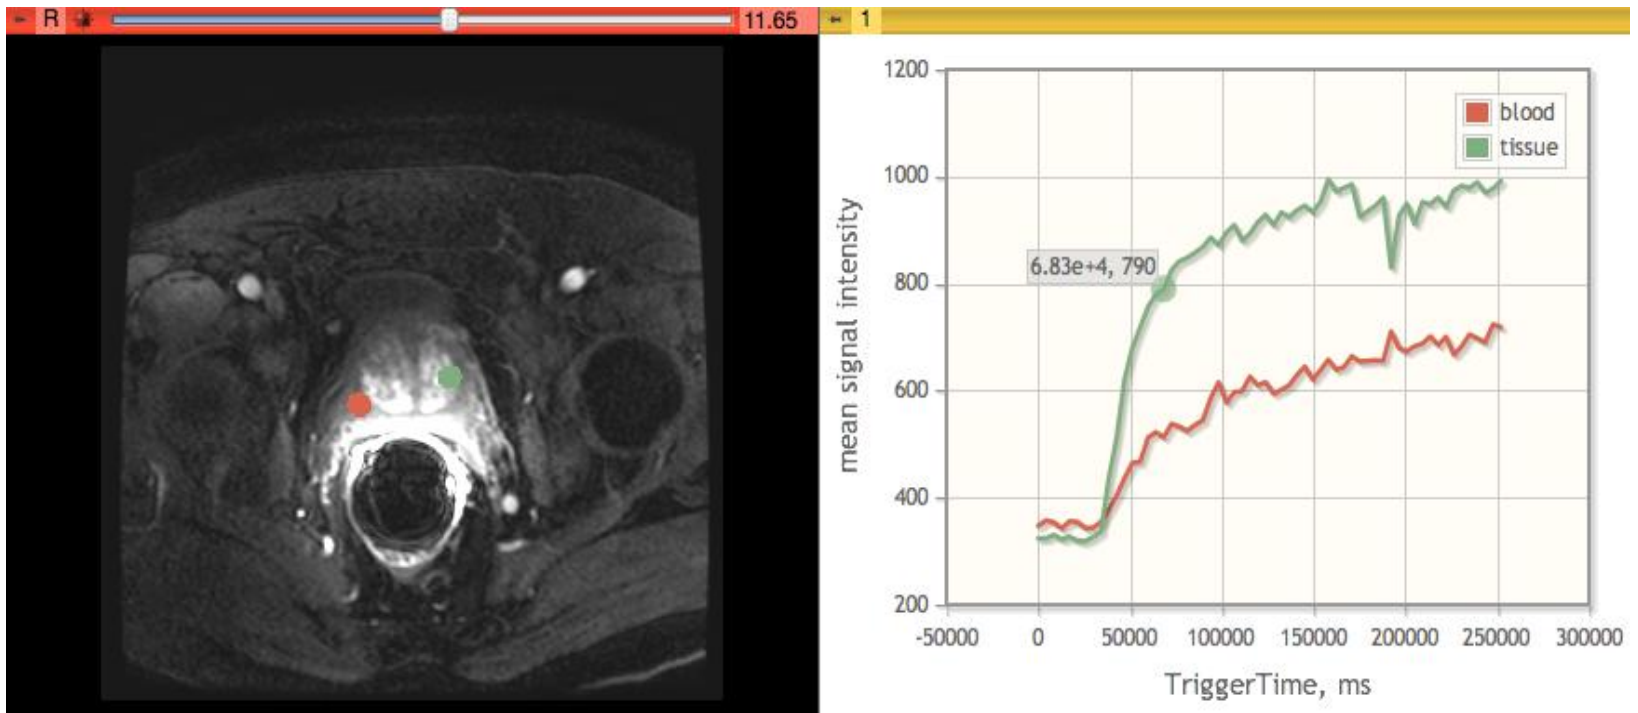 R 11.65
1
1200
1000
800
600
400
200
mean signal intensity
blood
tissue
6.83e+4, 790
-50000 0 50000 100000 150000 200000 250000 300000
TriggerTime, ms